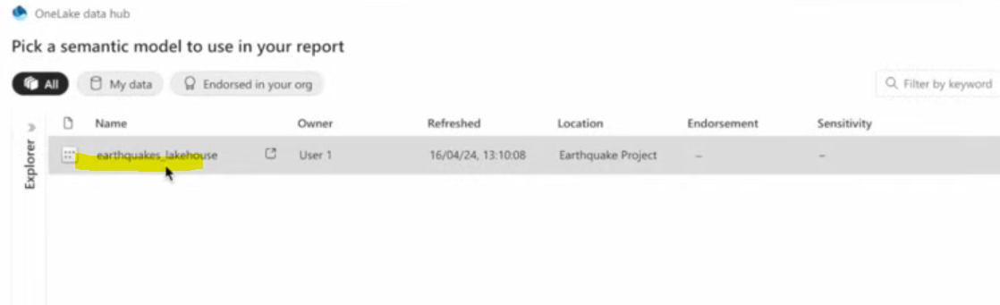 OneLake data hub
Pick a semantic model to use in your report
All My data Endorsed in your org Filter by keyword
Explorer
Name Owner Refreshed Location Endorsement Sensitivity
earthquakes_lakehouse User 1 16/04/24, 13:10:08 Earthquake Project – –